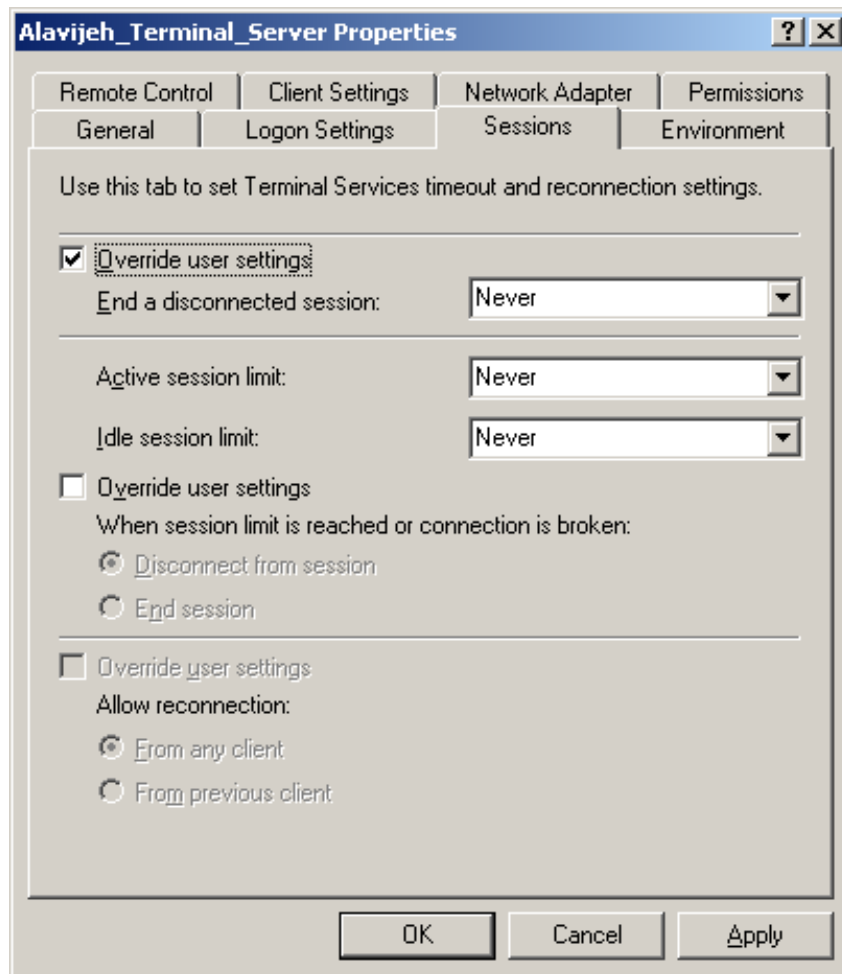 Alavijeh_Terminal_Server Properties
Remote Control Client Settings Network Adapter Permissions
General Logon Settings Sessions Environment
Use this tab to set Terminal Services timeout and reconnection settings.
Override user settings
End a disconnected session: Never
Active session limit: Never
Idle session limit: Never
Override user settings
When session limit is reached or connection is broken:
Disconnect from session
End session
Override user settings
Allow reconnection:
From any client
From previous client
OK Cancel Apply